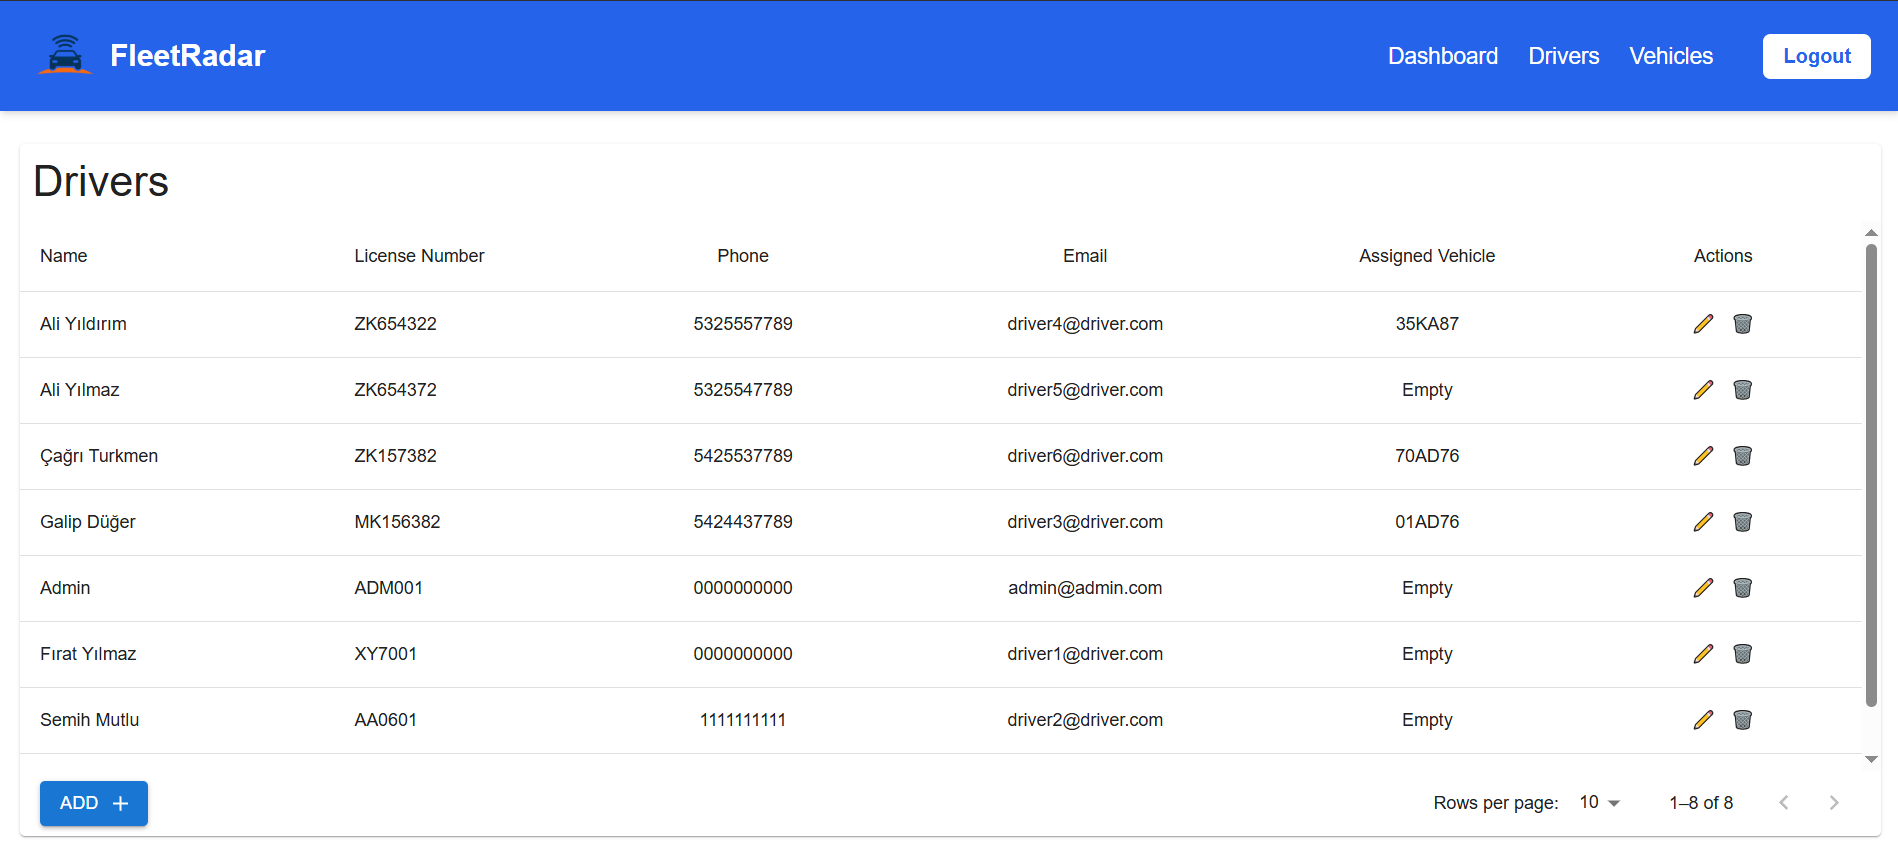 FleetRadar
Dashboard Drivers Vehicles Logout
Drivers
Name License Number Phone Email Assigned Vehicle Actions
Ali Yıldırım ZK654322 5325557789 driver4@driver.com 35KA87
Ali Yılmaz ZK654372 5325547789 driver5@driver.com Empty
Çağrı Turkmen ZK157382 5425537789 driver6@driver.com 70AD76
Galip Düğer MK156382 5424437789 driver3@driver.com 01AD76
Admin ADM001 0000000000 admin@admin.com Empty
Fırat Yılmaz XY7001 0000000000 driver1@driver.com Empty
Semih Mutlu AA0601 1111111111 driver2@driver.com Empty
ADD +
Rows per page: 10 1–8 of 8